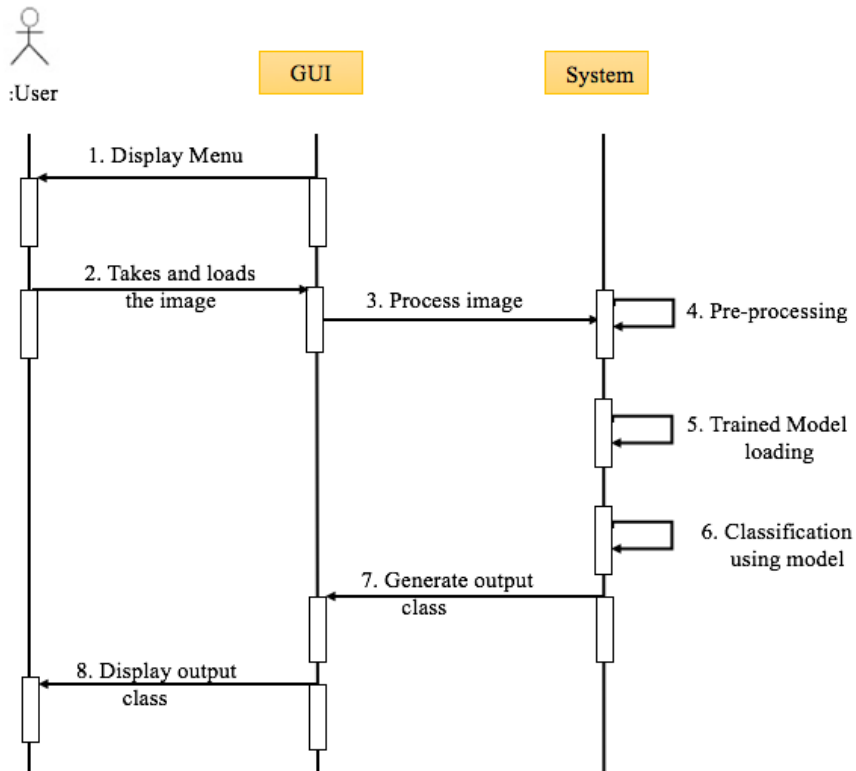 :User
GUI
System
1. Display Menu
2. Takes and loads
the image
3. Process image
4. Pre-processing
5. Trained Model
loading
6. Classification
using model
7. Generate output
class
8. Display output
class